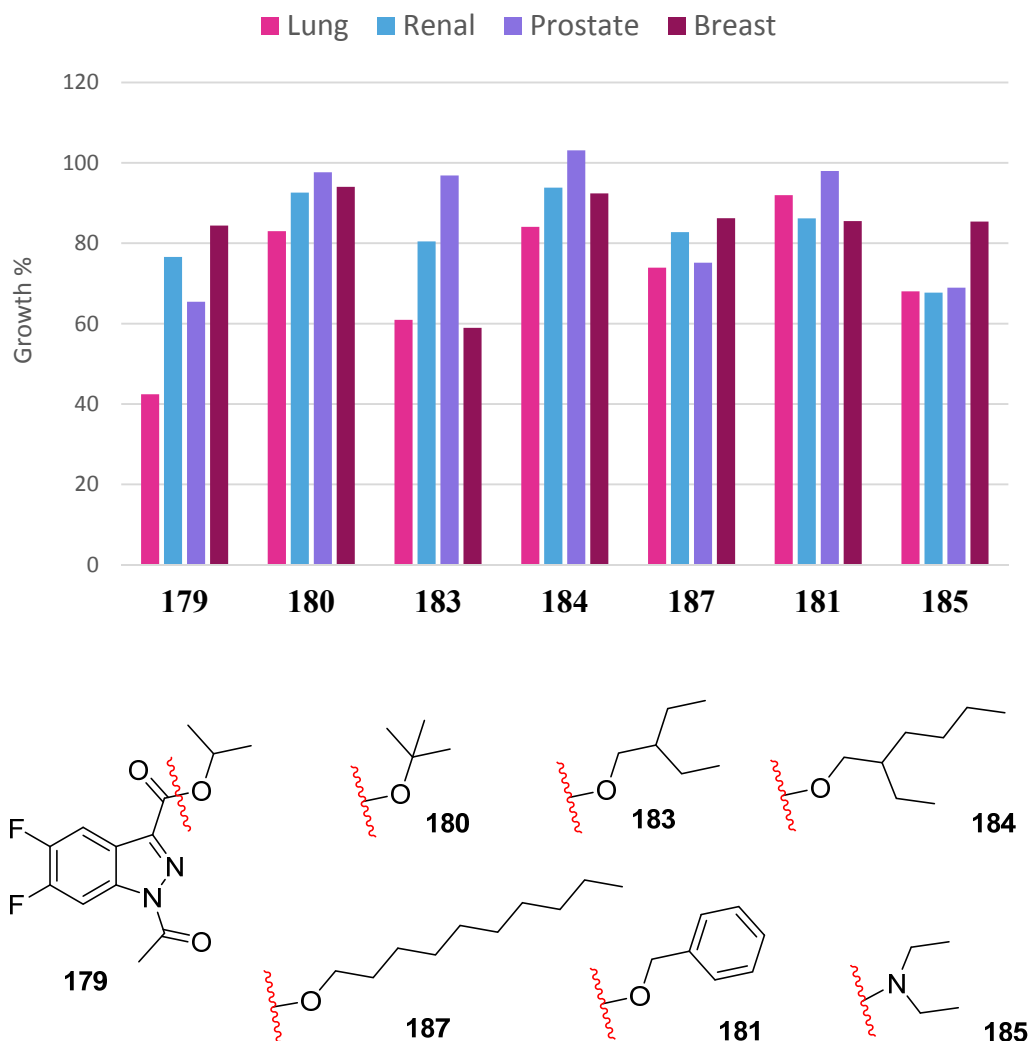 Lung Renal Prostate Breast
120
100
80
60
40
20
0
Growth %
179 180 183 184 187 181 185
O
O
F
F
N
N
O
179
O
180
O
183
O
184
O
187
O
181
N
185